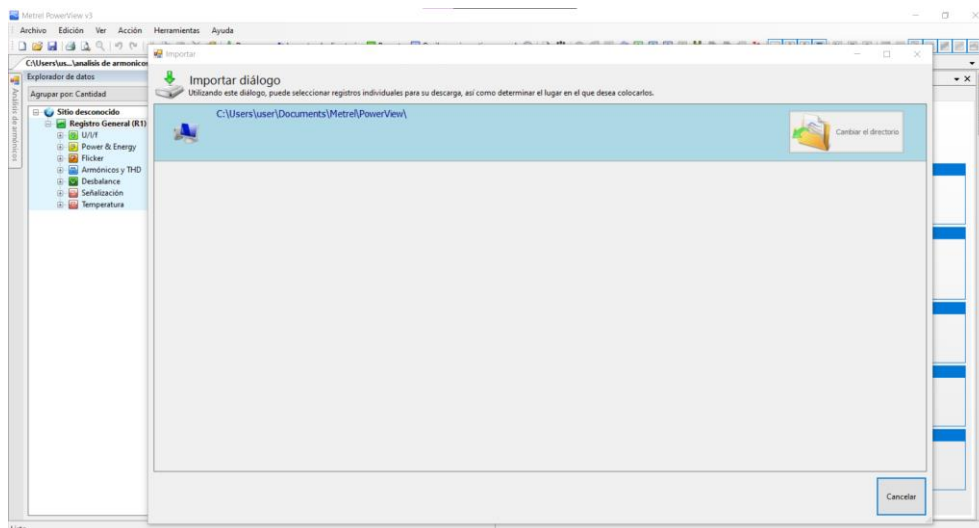 Metrel PowerView v3
Archivo Edición Ver Acción Herramientas Ayuda
C:\Users\us...\analisis de armonicos
Importar
Explorador de datos
Agrupar por: Cantidad
Análisis de armónicos
Sitio desconocido
Registro General (R1)
U/I/f
Power & Energy
Flicker
Armónicos y THD
Desbalance
Señalización
Temperatura
Importar diálogo
Utilizando este diálogo, puede seleccionar registros individuales para su descarga, así como determinar el lugar en el que desea colocarlos.
C:\Users\user\Documents\Metrel\PowerView\
Cambiar el directorio
Cancelar